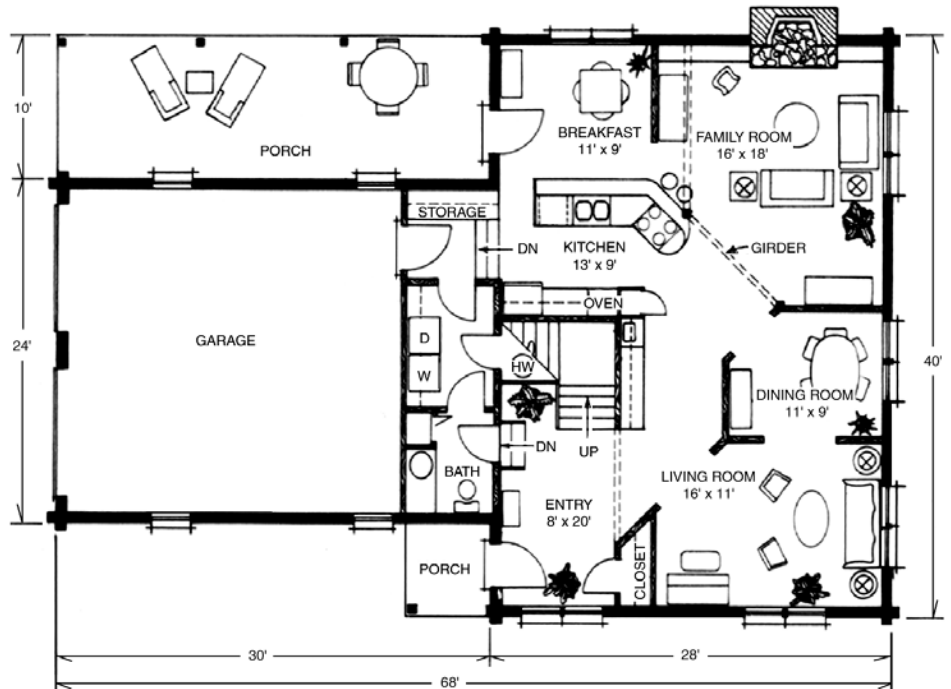 10'
PORCH
BREAKFAST
11' x 9'
FAMILY ROOM
16' x 18'
STORAGE
DN
KITCHEN
13' x 9'
GIRDER
OVEN
24'
GARAGE
D
W
HW
UP
DINING ROOM
11' x 9'
40'
DN
BATH
ENTRY
8' x 20'
LIVING ROOM
16' x 11'
PORCH
CLOSET
30'
28'
68'